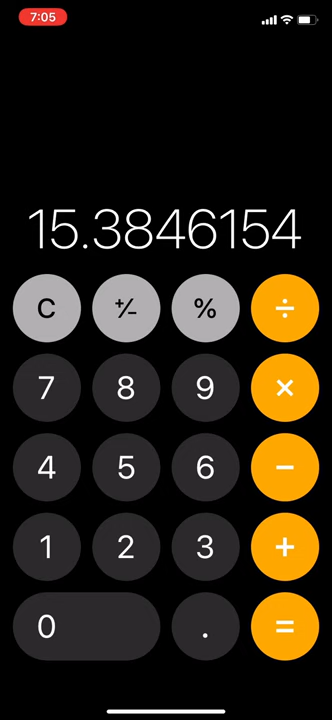 7:05
15.3846154
C ⁺⁄₋ % ÷
7 8 9 ×
4 5 6 −
1 2 3 +
0 . =